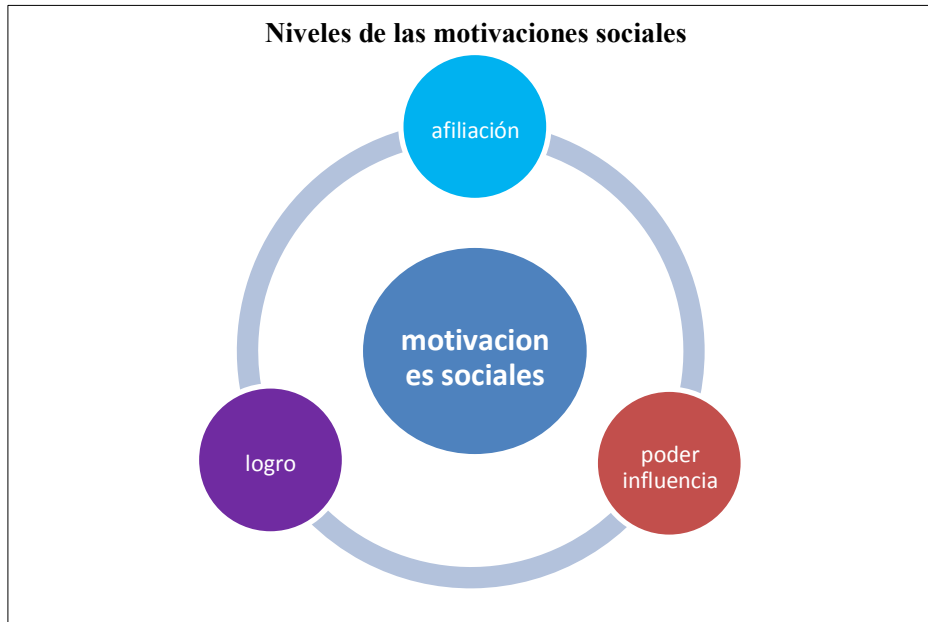 Niveles de las motivaciones sociales
afiliación
motivacion
es sociales
logro
poder
influencia